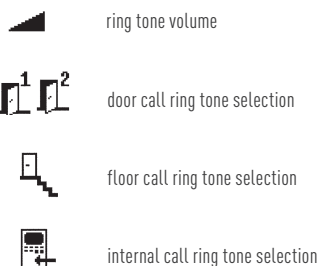 ring tone volume
1 2
door call ring tone selection
floor call ring tone selection
internal call ring tone selection